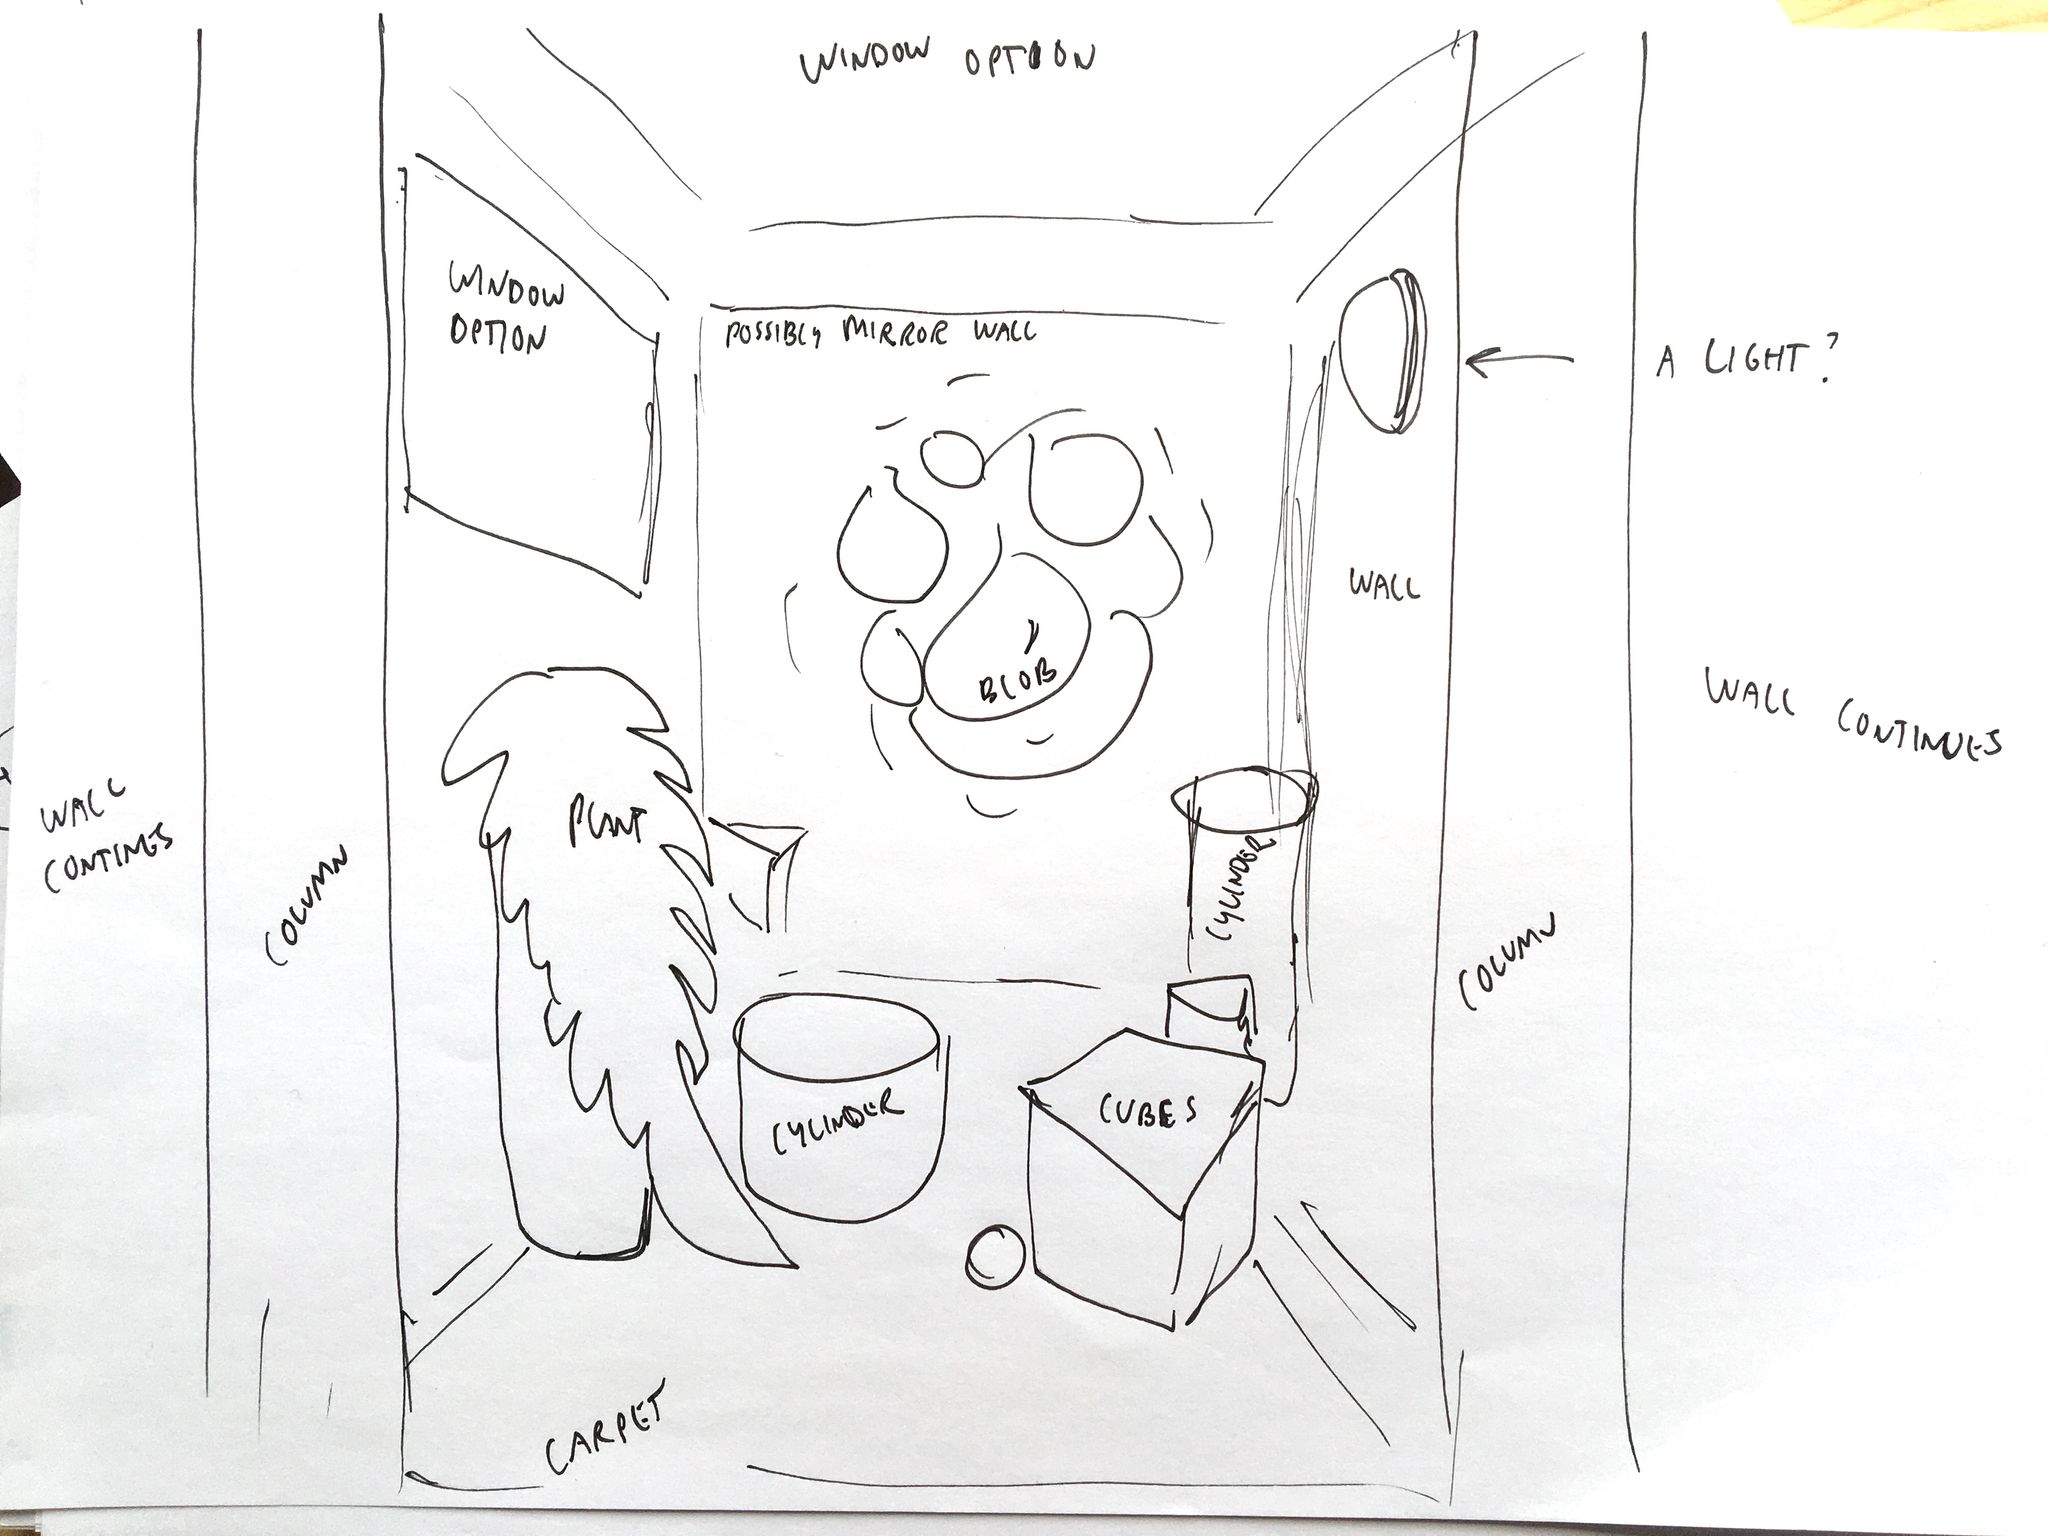 WINDOW OPTION
WINDOW
OPTION
POSSIBLY MIRROR WALL
A LIGHT?
WALL
BLOB
WALL CONTINUES
WALL
CONTINES
PLANT
COLUMN
CYLINDER
COLUMN
CYLINDER
CUBES
CARPET